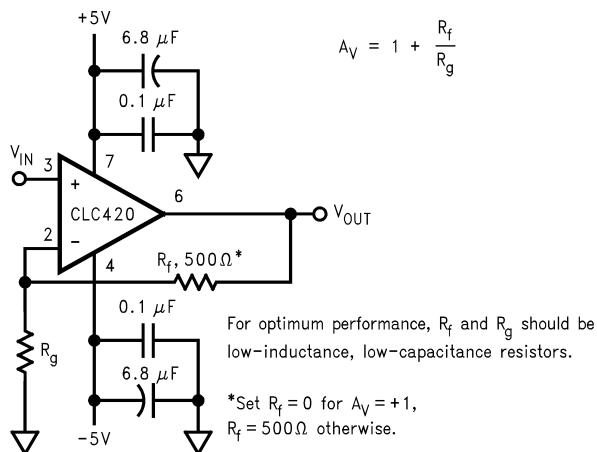 +5V
6.8 μF
A_V = 1 + R_f / R_g
0.1 μF
V_IN
3
7
+
CLC420
6
V_OUT
2
−
4
R_f, 500Ω*
0.1 μF
R_g
6.8 μF
−5V
For optimum performance, R_f and R_g should be
low-inductance, low-capacitance resistors.
*Set R_f = 0 for A_V = +1,
R_f = 500Ω otherwise.